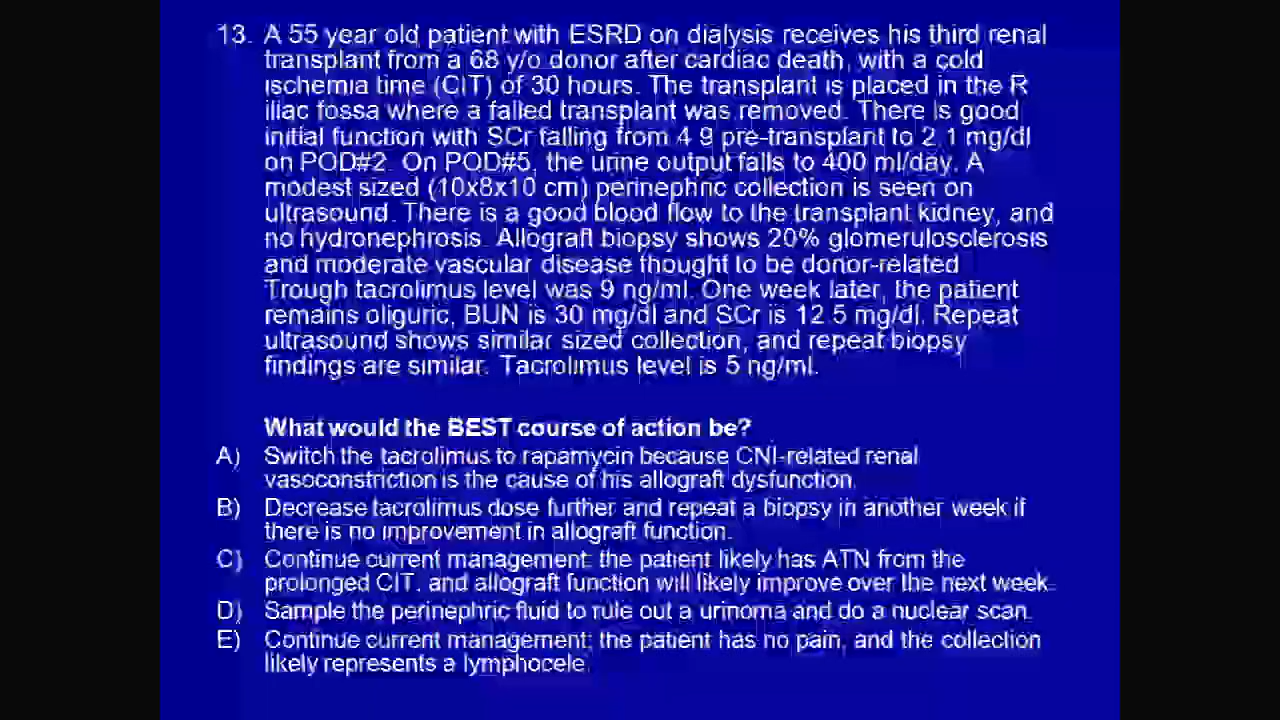 13. A 55 year old patient with ESRD on dialysis receives his third renal
transplant from a 68 y/o donor after cardiac death, with a cold
ischemia time (CIT) of 30 hours. The transplant is placed in the R
iliac fossa where a failed transplant was removed. There is good
initial function with SCr falling from 4.9 pre-transplant to 2.1 mg/dl
on POD#2. On POD#5, the urine output falls to 400 ml/day. A
modest sized (10x8x10 cm) perinephric collection is seen on
ultrasound. There is a good blood flow to the transplant kidney, and
no hydronephrosis. Allograft biopsy shows 20% glomerulosclerosis
and moderate vascular disease thought to be donor-related
Trough tacrolimus level was 9 ng/ml. One week later, the patient
remains oliguric, BUN is 30 mg/dl and SCr is 12.5 mg/dl. Repeat
ultrasound shows similar sized collection, and repeat biopsy
findings are similar. Tacrolimus level is 5 ng/ml.
What would the BEST course of action be?
A) Switch the tacrolimus to rapamycin because CNI-related renal
vasoconstriction is the cause of his allograft dysfunction.
B) Decrease tacrolimus dose further and repeat a biopsy in another week if
there is no improvement in allograft function.
C) Continue current management: the patient likely has ATN from the
prolonged CIT, and allograft function will likely improve over the next week.
D) Sample the perinephric fluid to rule out a urinoma and do a nuclear scan.
E) Continue current management; the patient has no pain, and the collection
likely represents a lymphocele.